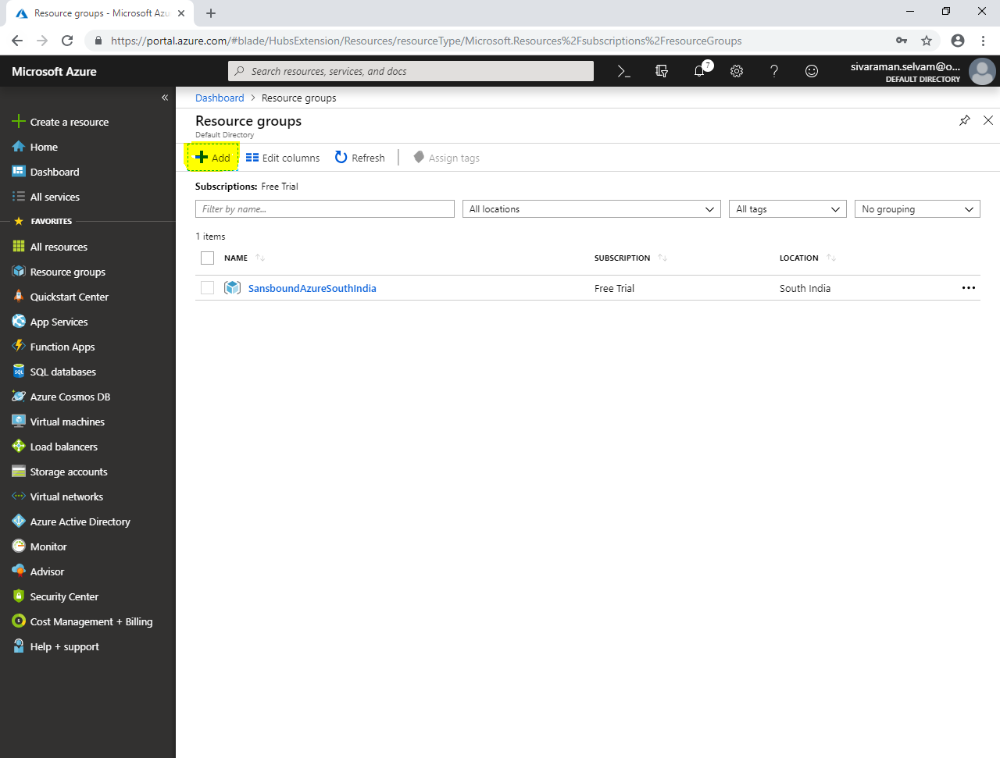 Resource groups - Microsoft Azu
https://portal.azure.com/#blade/HubsExtension/Resources/resourceType/Microsoft.Resources%2Fsubscriptions%2FresourceGroups
Microsoft Azure
Search resources, services, and docs
7
sivaraman.selvam@o...
DEFAULT DIRECTORY
Create a resource
Home
Dashboard
All services
FAVORITES
All resources
Resource groups
Quickstart Center
App Services
Function Apps
SQL databases
Azure Cosmos DB
Virtual machines
Load balancers
Storage accounts
Virtual networks
Azure Active Directory
Monitor
Advisor
Security Center
Cost Management + Billing
Help + support
Dashboard > Resource groups
Resource groups
Default Directory
Add Edit columns Refresh Assign tags
Subscriptions: Free Trial
Filter by name... All locations All tags No grouping
1 items
NAME SUBSCRIPTION LOCATION
SansboundAzureSouthIndia Free Trial South India